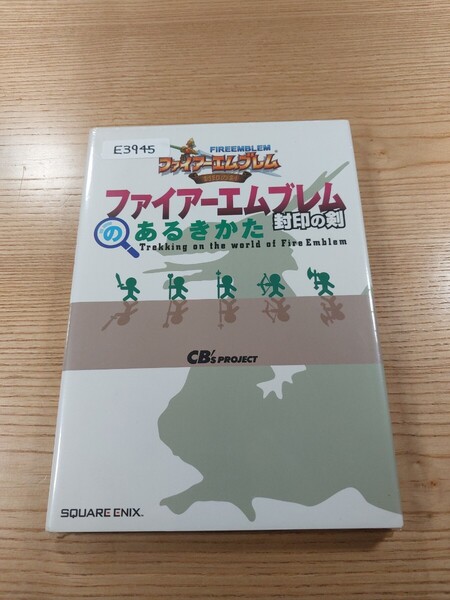 E3945
FIREEMBLEM
ファイアーエムブレム
ファイアーエムブレム
封印の剣
のあるきかた
Trekking on the world of Fire Emblem
CB's PROJECT
SQUARE ENIX.